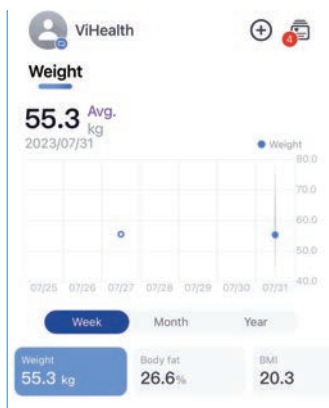 ViHealth
4
Weight
55.3 Avg.
kg
2023/07/31
Weight
80.0
70.0
60.0
50.0
40.0
07/25 07/26 07/27 07/28 07/29 07/30 07/31
Week Month Year
Weight Body fat BMI
55.3 kg 26.6% 20.3